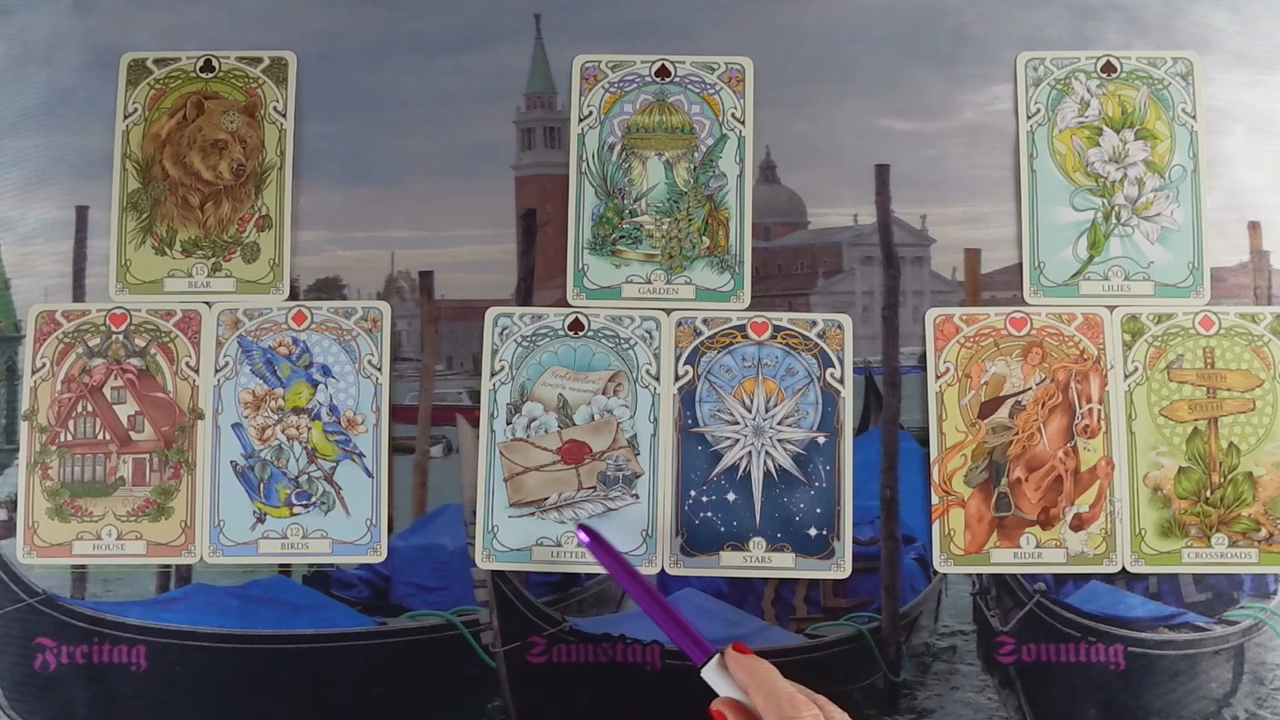 15
BEAR
20
GARDEN
30
LILIES
4
HOUSE
12
BIRDS
27
LETTER
16
STARS
1
RIDER
NORTH
SOUTH
22
CROSSROADS
Freitag
Samstag
Sonntag